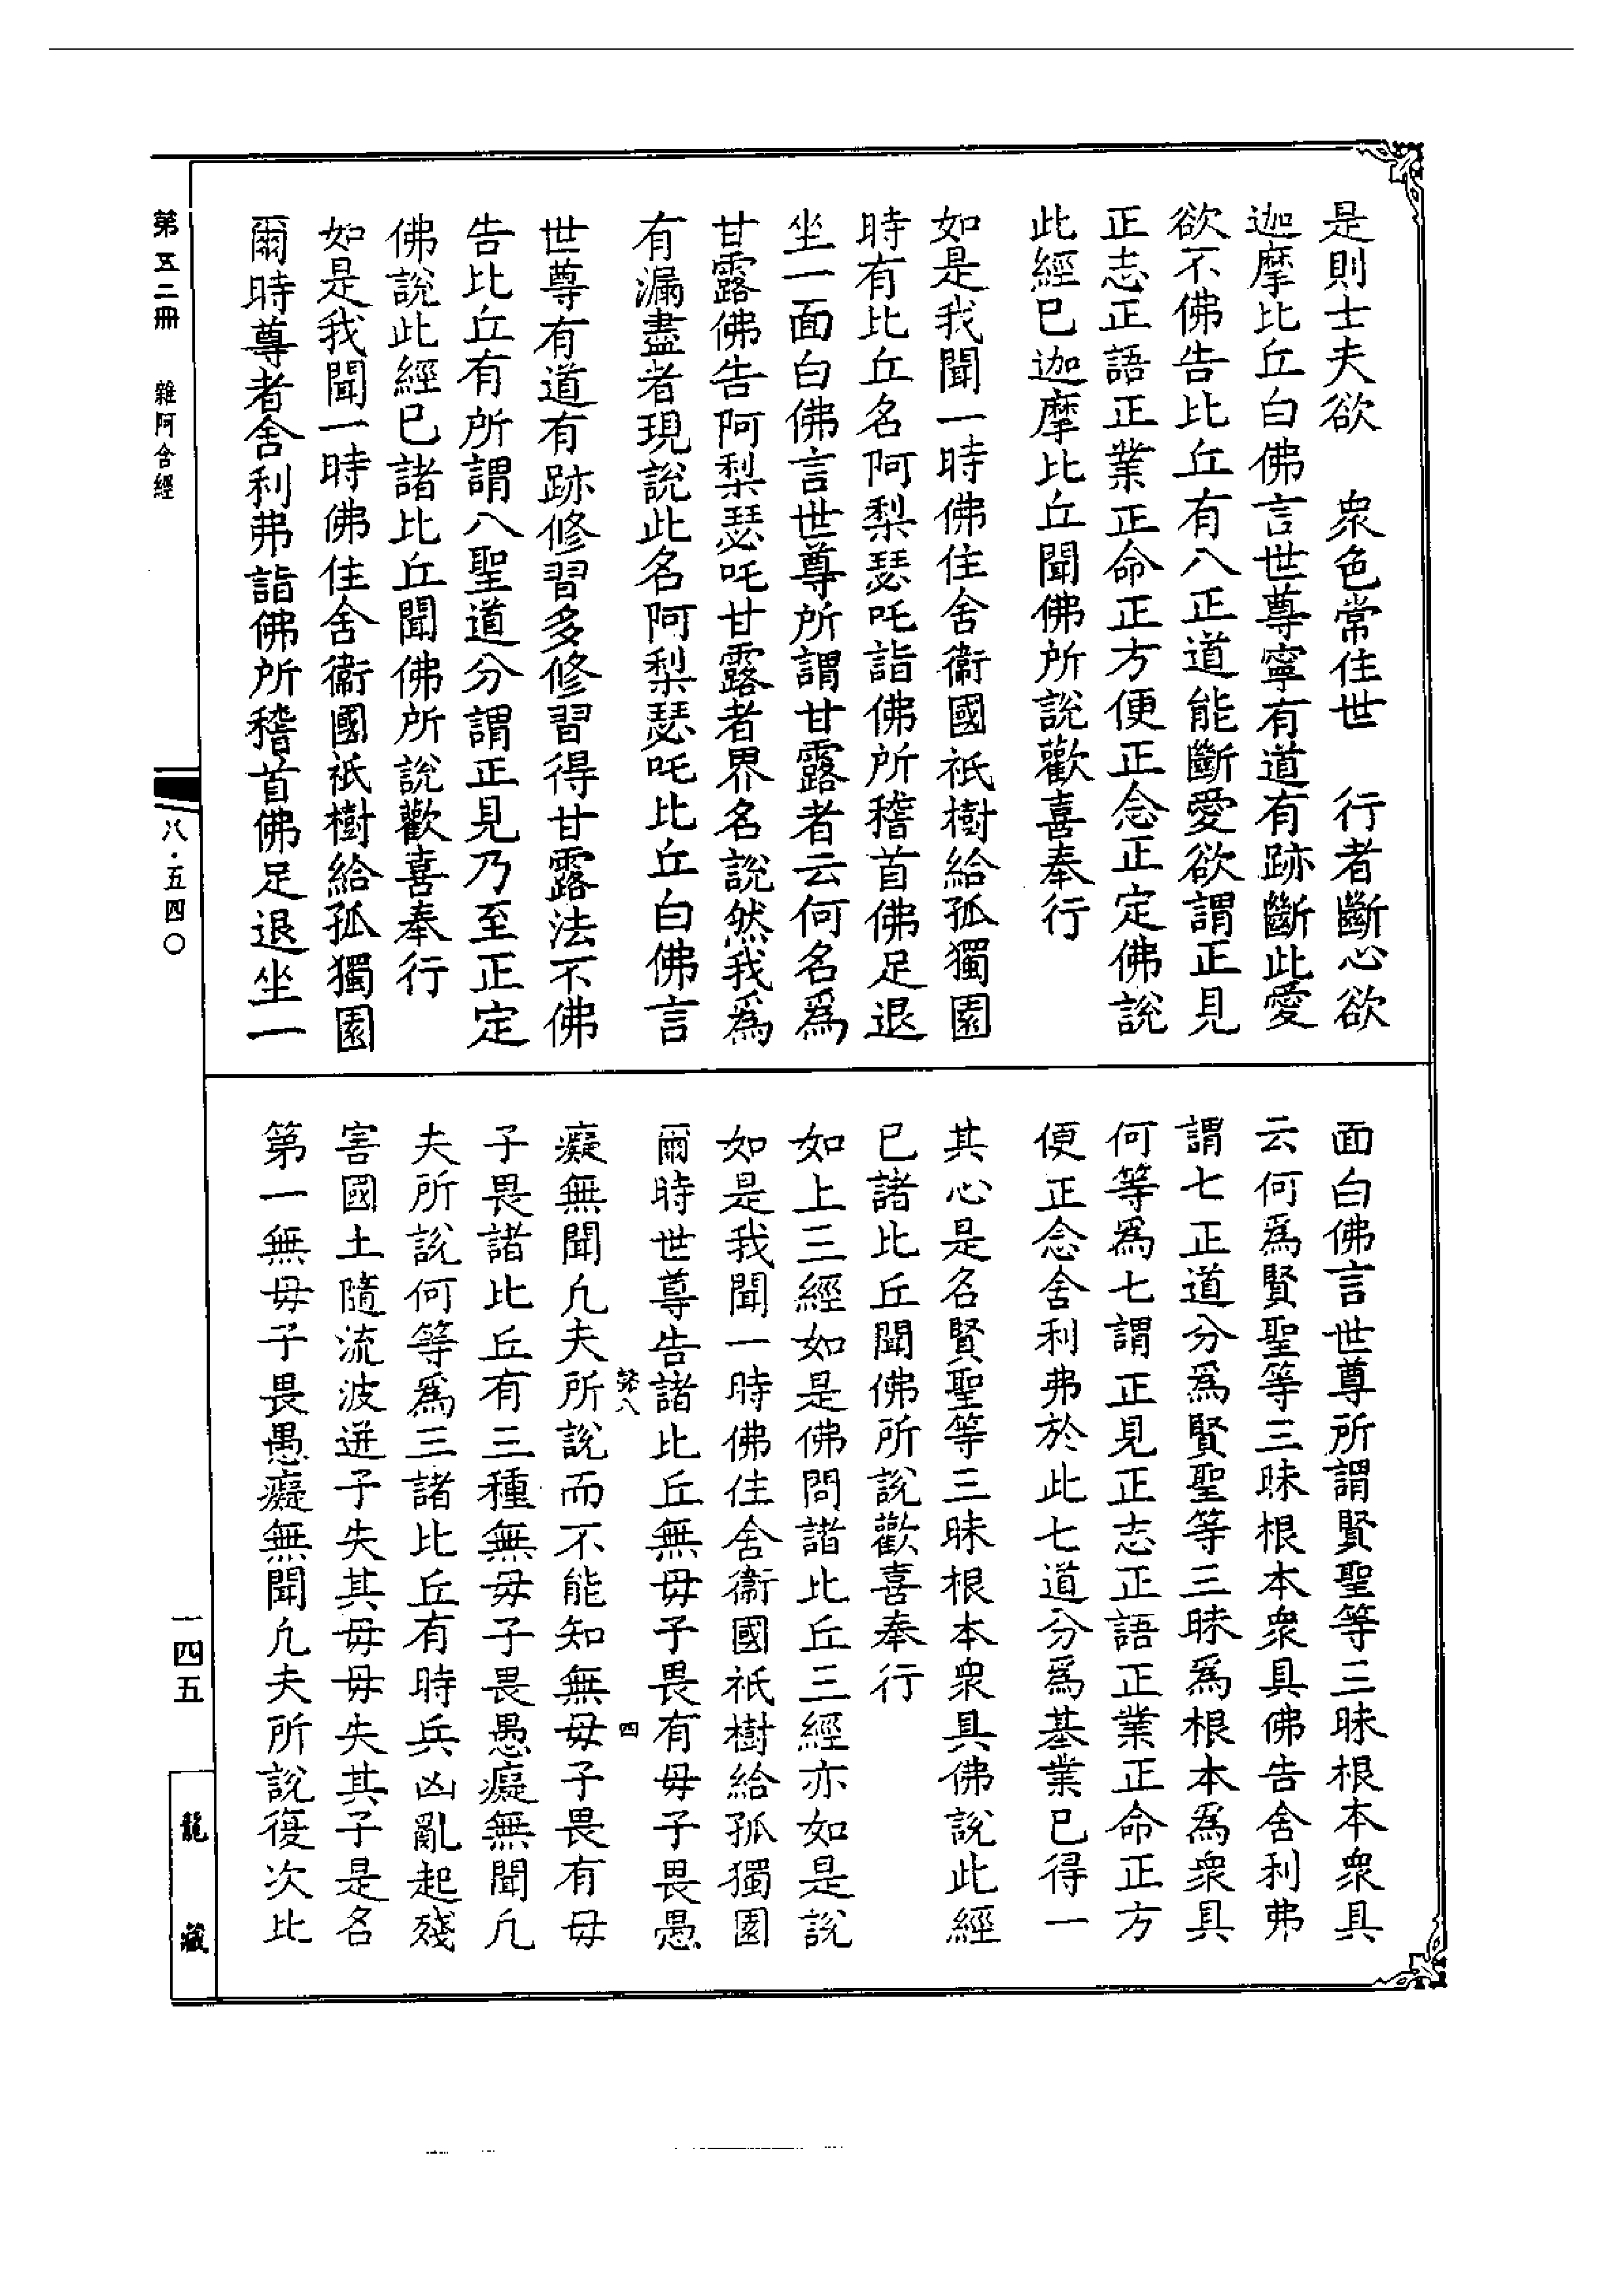 是則士夫欲　衆色常住世　行者斷心欲
迦摩比丘白佛言世尊寧有道有跡斷此愛
欲不佛告比丘有八正道能斷愛欲謂正見
正志正語正業正命正方便正念正定佛說
此經已迦摩比丘聞佛所說歡喜奉行
如是我聞一時佛住舍衞國祇樹給孤獨園
時有比丘名阿梨瑟吒詣佛所稽首佛足退
坐一面白佛言世尊所謂甘露者云何名爲
甘露佛告阿梨瑟吒甘露者界名說然我爲
有漏盡者現說此名阿梨瑟吒比丘白佛言
世尊有道有跡修習多修習得甘露法不佛
告比丘有所謂八聖道分謂正見乃至正定
佛說此經已諸比丘聞佛所說歡喜奉行
如是我聞一時佛住舍衞國祇樹給孤獨園
爾時尊者舍利弗詣佛所稽首佛足退坐一
面白佛言世尊所謂賢聖等三昧根本衆具
云何爲賢聖等三昧根本衆具佛告舍利弗
謂七正道分爲賢聖等三昧爲根本爲衆具
何等爲七謂正見正志正語正業正命正方
便正念舍利弗於此七道分爲基業已得一
其心是名賢聖等三昧根本衆具佛說此經
已諸比丘聞佛所說歡喜奉行
如上三經如是佛問諸比丘三經亦如是說
如是我聞一時佛住舍衞國祇樹給孤獨園
爾時世尊告諸比丘無母子畏有母子畏愚
癡無聞凡夫所說而不能知無母子畏有母
子畏諸比丘有三種無母子畏愚癡無聞凡
夫所說何等爲三諸比丘有時兵凶亂起殘
害國土隨流波迸子失其母母失其子是名
第一無母子畏愚癡無聞凡夫所說復次比
四
第五二冊　雜阿含經
八·五四〇
一四五
龍藏